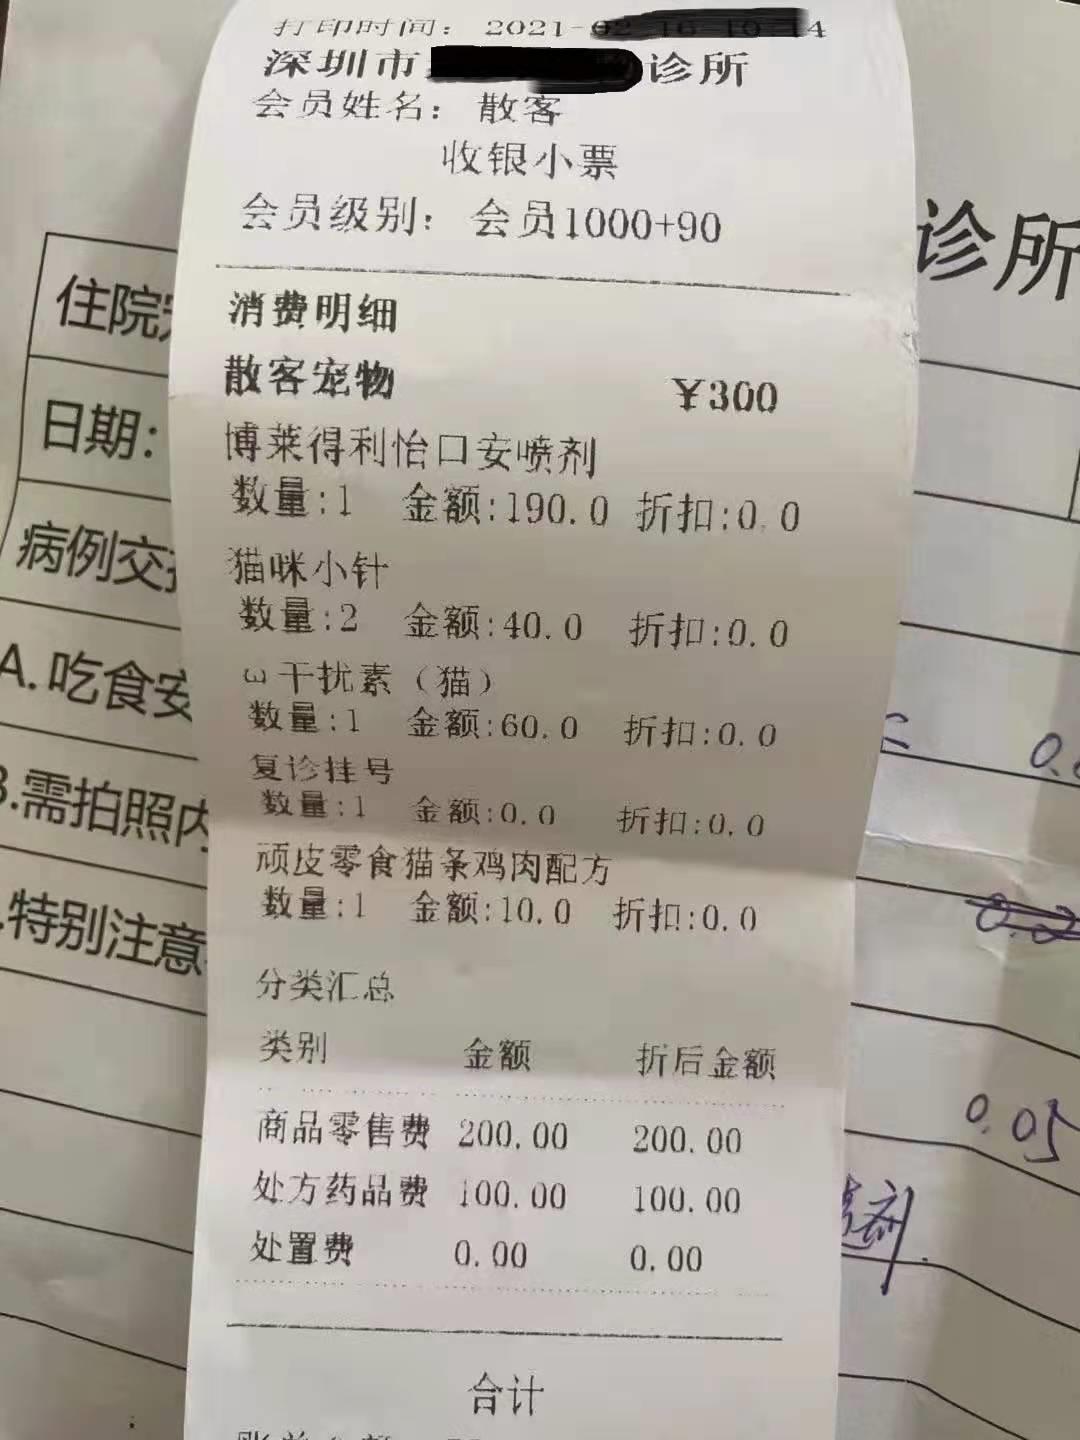 打印时间: 2021-02-16 10:14
深圳市 诊所
会员姓名: 散客
收银小票
会员级别: 会员1000+90
消费明细
散客宠物 ¥300
博莱得利怡口安喷剂
数量:1 金额:190.0 折扣:0.0
猫咪小针
数量:2 金额:40.0 折扣:0.0
ω干扰素（猫）
数量:1 金额:60.0 折扣:0.0
复诊挂号
数量:1 金额:0.0 折扣:0.0
顽皮零食猫条鸡肉配方
数量:1 金额:10.0 折扣:0.0
分类汇总
类别 金额 折后金额
商品零售费 200.00 200.00
处方药品费 100.00 100.00
处置费 0.00 0.00
合计
诊所
住院
日期:
病例交
A.吃食安
B.需拍照内
.特别注意
0.05